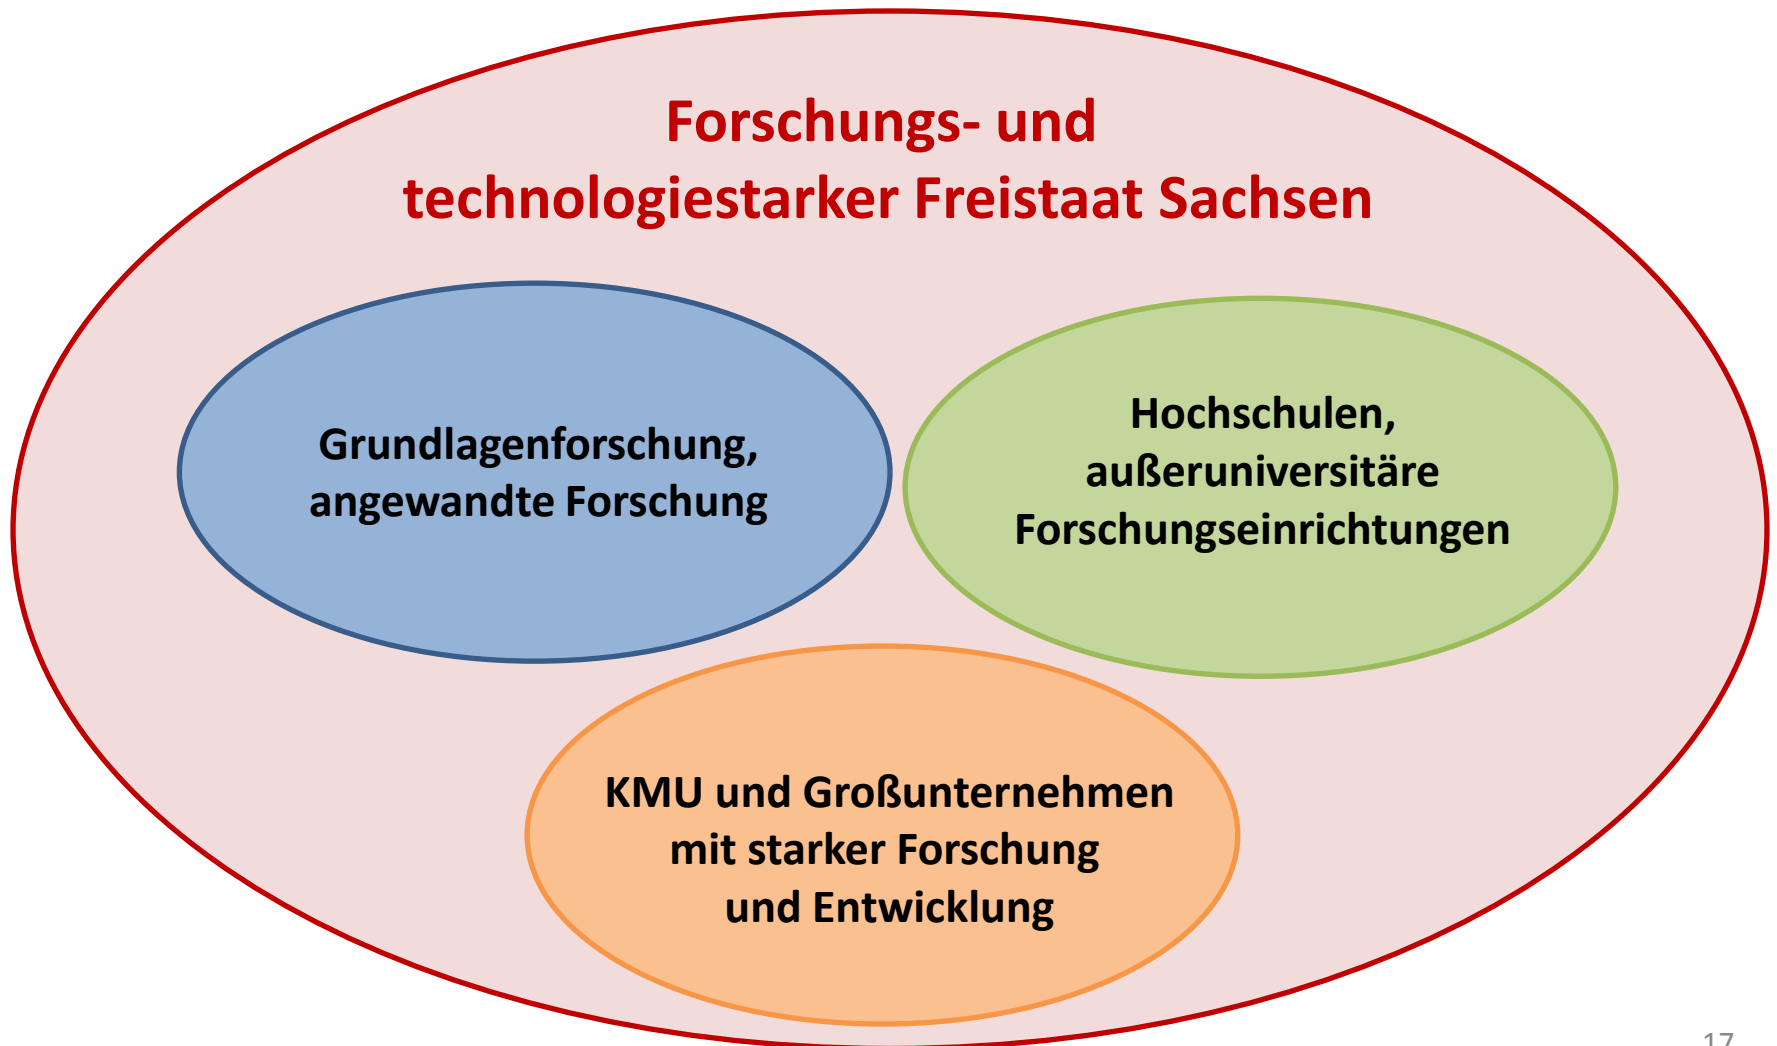 Forschungs- und
technologiestarker Freistaat Sachsen
Grundlagenforschung,
angewandte Forschung
Hochschulen,
außeruniversitäre
Forschungseinrichtungen
KMU und Großunternehmen
mit starker Forschung
und Entwicklung
17